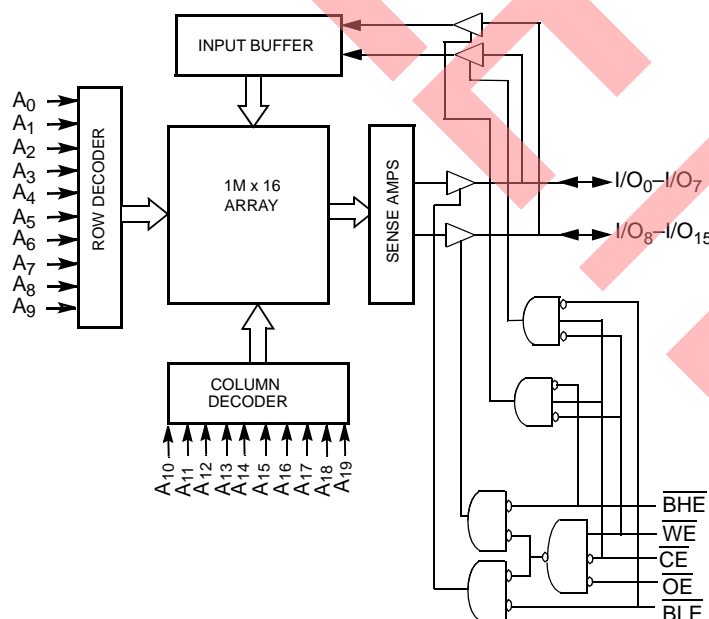 INPUT BUFFER
A0
A1
A2
A3
A4
A5
A6
A7
A8
A9
ROW DECODER
1M x 16
ARRAY
SENSE AMPS
I/O0–I/O7
I/O8–I/O15
COLUMN
DECODER
A10
A11
A12
A13
A14
A15
A16
A17
A18
A19
BHE
WE
CE
OE
BLE